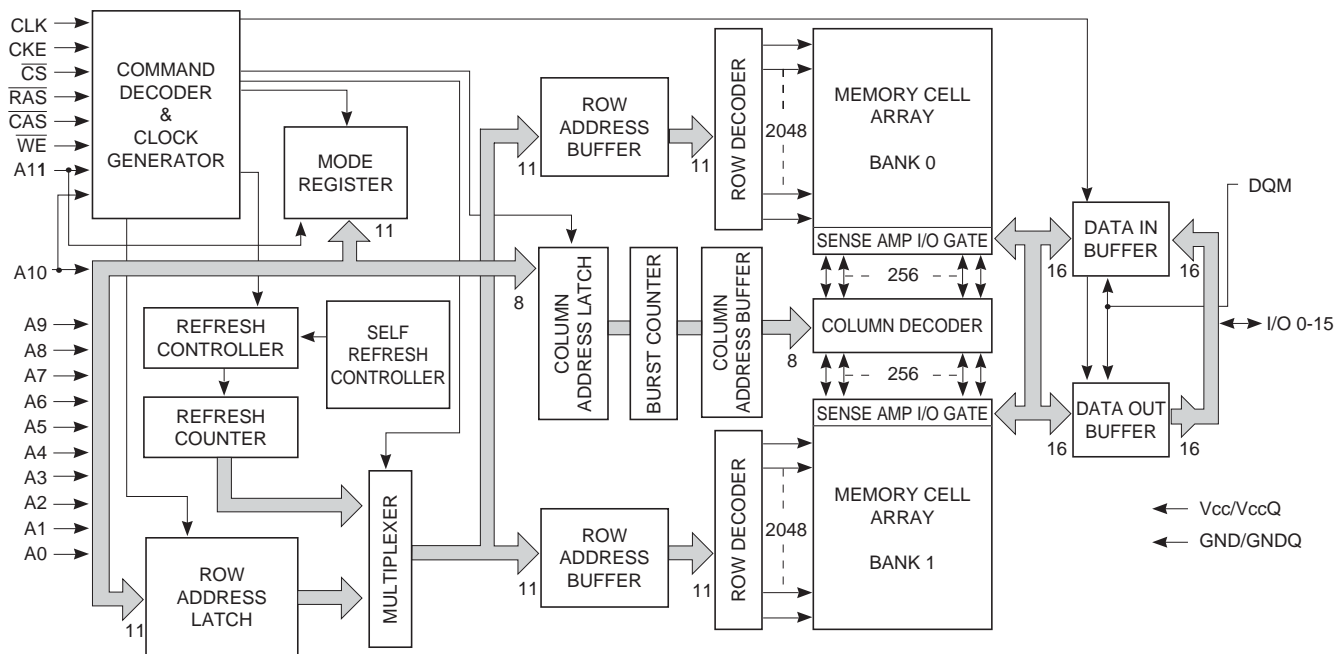 CLK
CKE
CS
RAS
CAS
WE
A11
A10
A9
A8
A7
A6
A5
A4
A3
A2
A1
A0
COMMAND
DECODER
&
CLOCK
GENERATOR
MODE
REGISTER
11
REFRESH
CONTROLLER
SELF
REFRESH
CONTROLLER
REFRESH
COUNTER
ROW
ADDRESS
LATCH
11
MULTIPLEXER
ROW
ADDRESS
BUFFER
11
11
ROW DECODER
2048
MEMORY CELL
ARRAY
BANK 0
SENSE AMP I/O GATE
256
8
COLUMN
ADDRESS LATCH
BURST COUNTER
COLUMN
ADDRESS BUFFER
8
COLUMN DECODER
256
SENSE AMP I/O GATE
MEMORY CELL
ARRAY
BANK 1
ROW
ADDRESS
BUFFER
11
11
ROW DECODER
2048
DQM
DATA IN
BUFFER
16
16
I/O 0-15
DATA OUT
BUFFER
16
16
Vcc/VccQ
GND/GNDQ